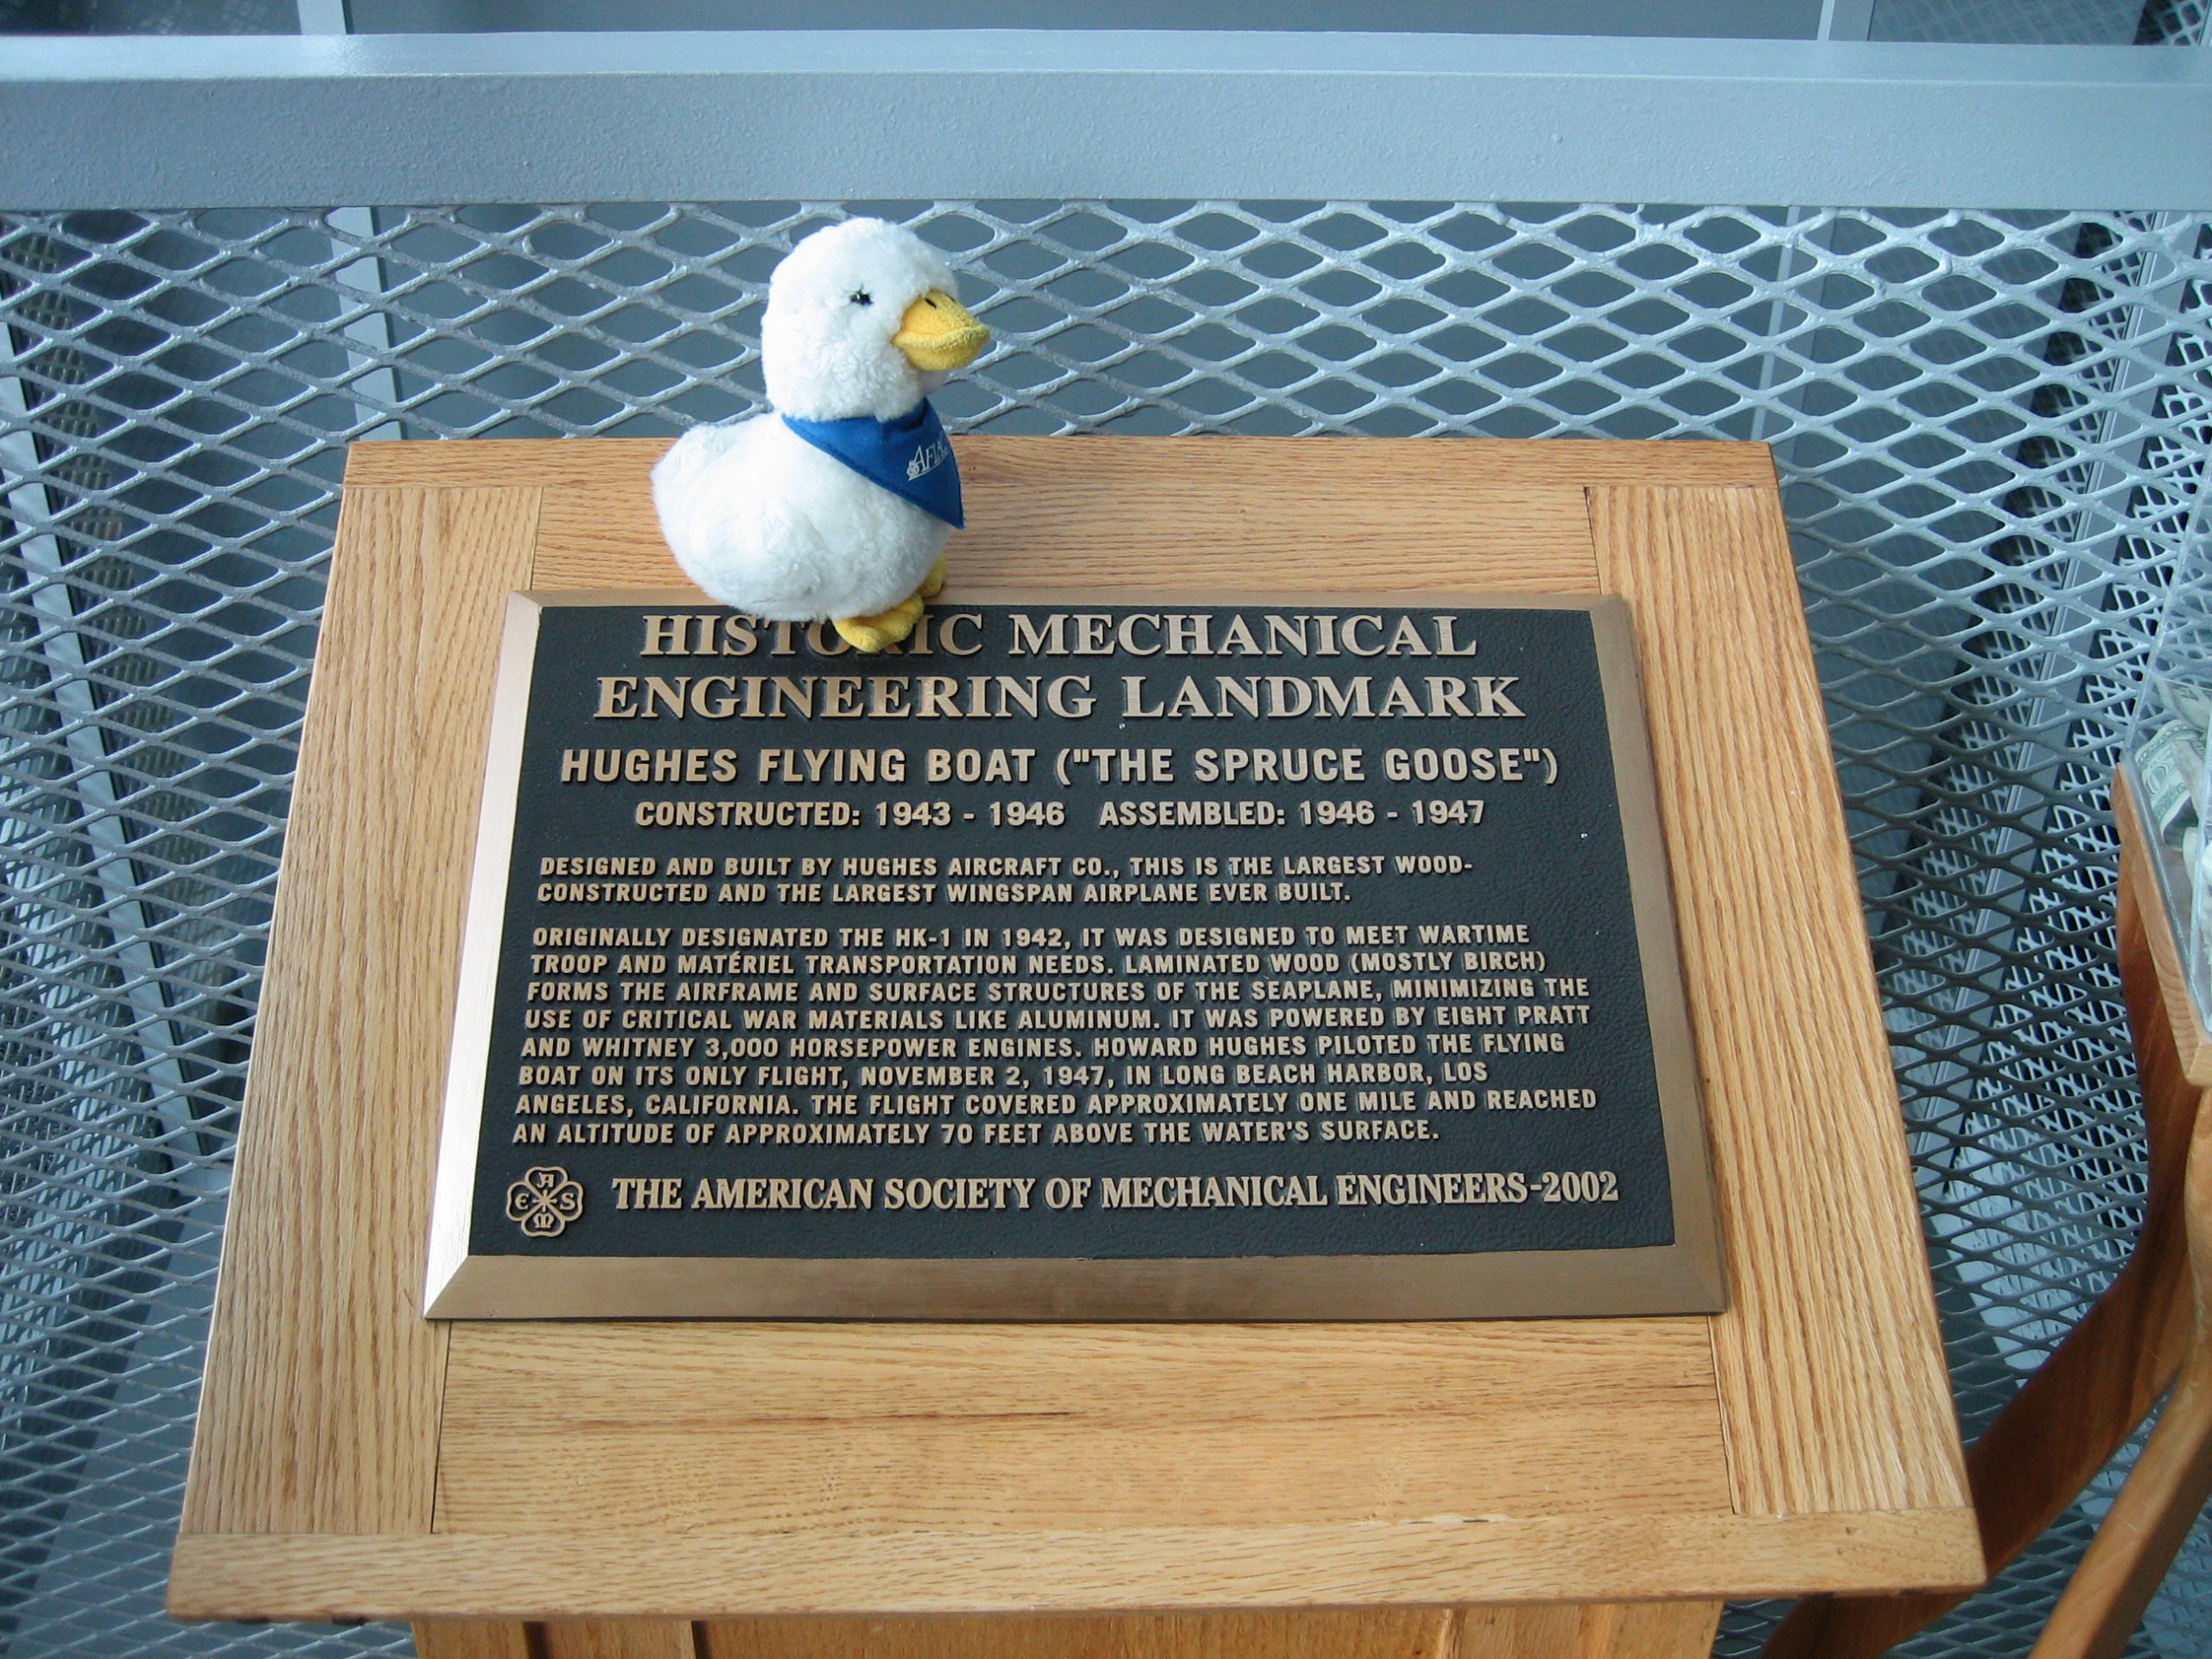 AFLAC
HISTORIC MECHANICAL
ENGINEERING LANDMARK
HUGHES FLYING BOAT ("THE SPRUCE GOOSE")
CONSTRUCTED: 1943 - 1946 ASSEMBLED: 1946 - 1947
DESIGNED AND BUILT BY HUGHES AIRCRAFT CO., THIS IS THE LARGEST WOOD-
CONSTRUCTED AND THE LARGEST WINGSPAN AIRPLANE EVER BUILT.
ORIGINALLY DESIGNATED THE HK-1 IN 1942, IT WAS DESIGNED TO MEET WARTIME
TROOP AND MATÉRIEL TRANSPORTATION NEEDS. LAMINATED WOOD (MOSTLY BIRCH)
FORMS THE AIRFRAME AND SURFACE STRUCTURES OF THE SEAPLANE, MINIMIZING THE
USE OF CRITICAL WAR MATERIALS LIKE ALUMINUM. IT WAS POWERED BY EIGHT PRATT
AND WHITNEY 3,000 HORSEPOWER ENGINES. HOWARD HUGHES PILOTED THE FLYING
BOAT ON ITS ONLY FLIGHT, NOVEMBER 2, 1947, IN LONG BEACH HARBOR, LOS
ANGELES, CALIFORNIA. THE FLIGHT COVERED APPROXIMATELY ONE MILE AND REACHED
AN ALTITUDE OF APPROXIMATELY 70 FEET ABOVE THE WATER'S SURFACE.
A S M E THE AMERICAN SOCIETY OF MECHANICAL ENGINEERS-2002